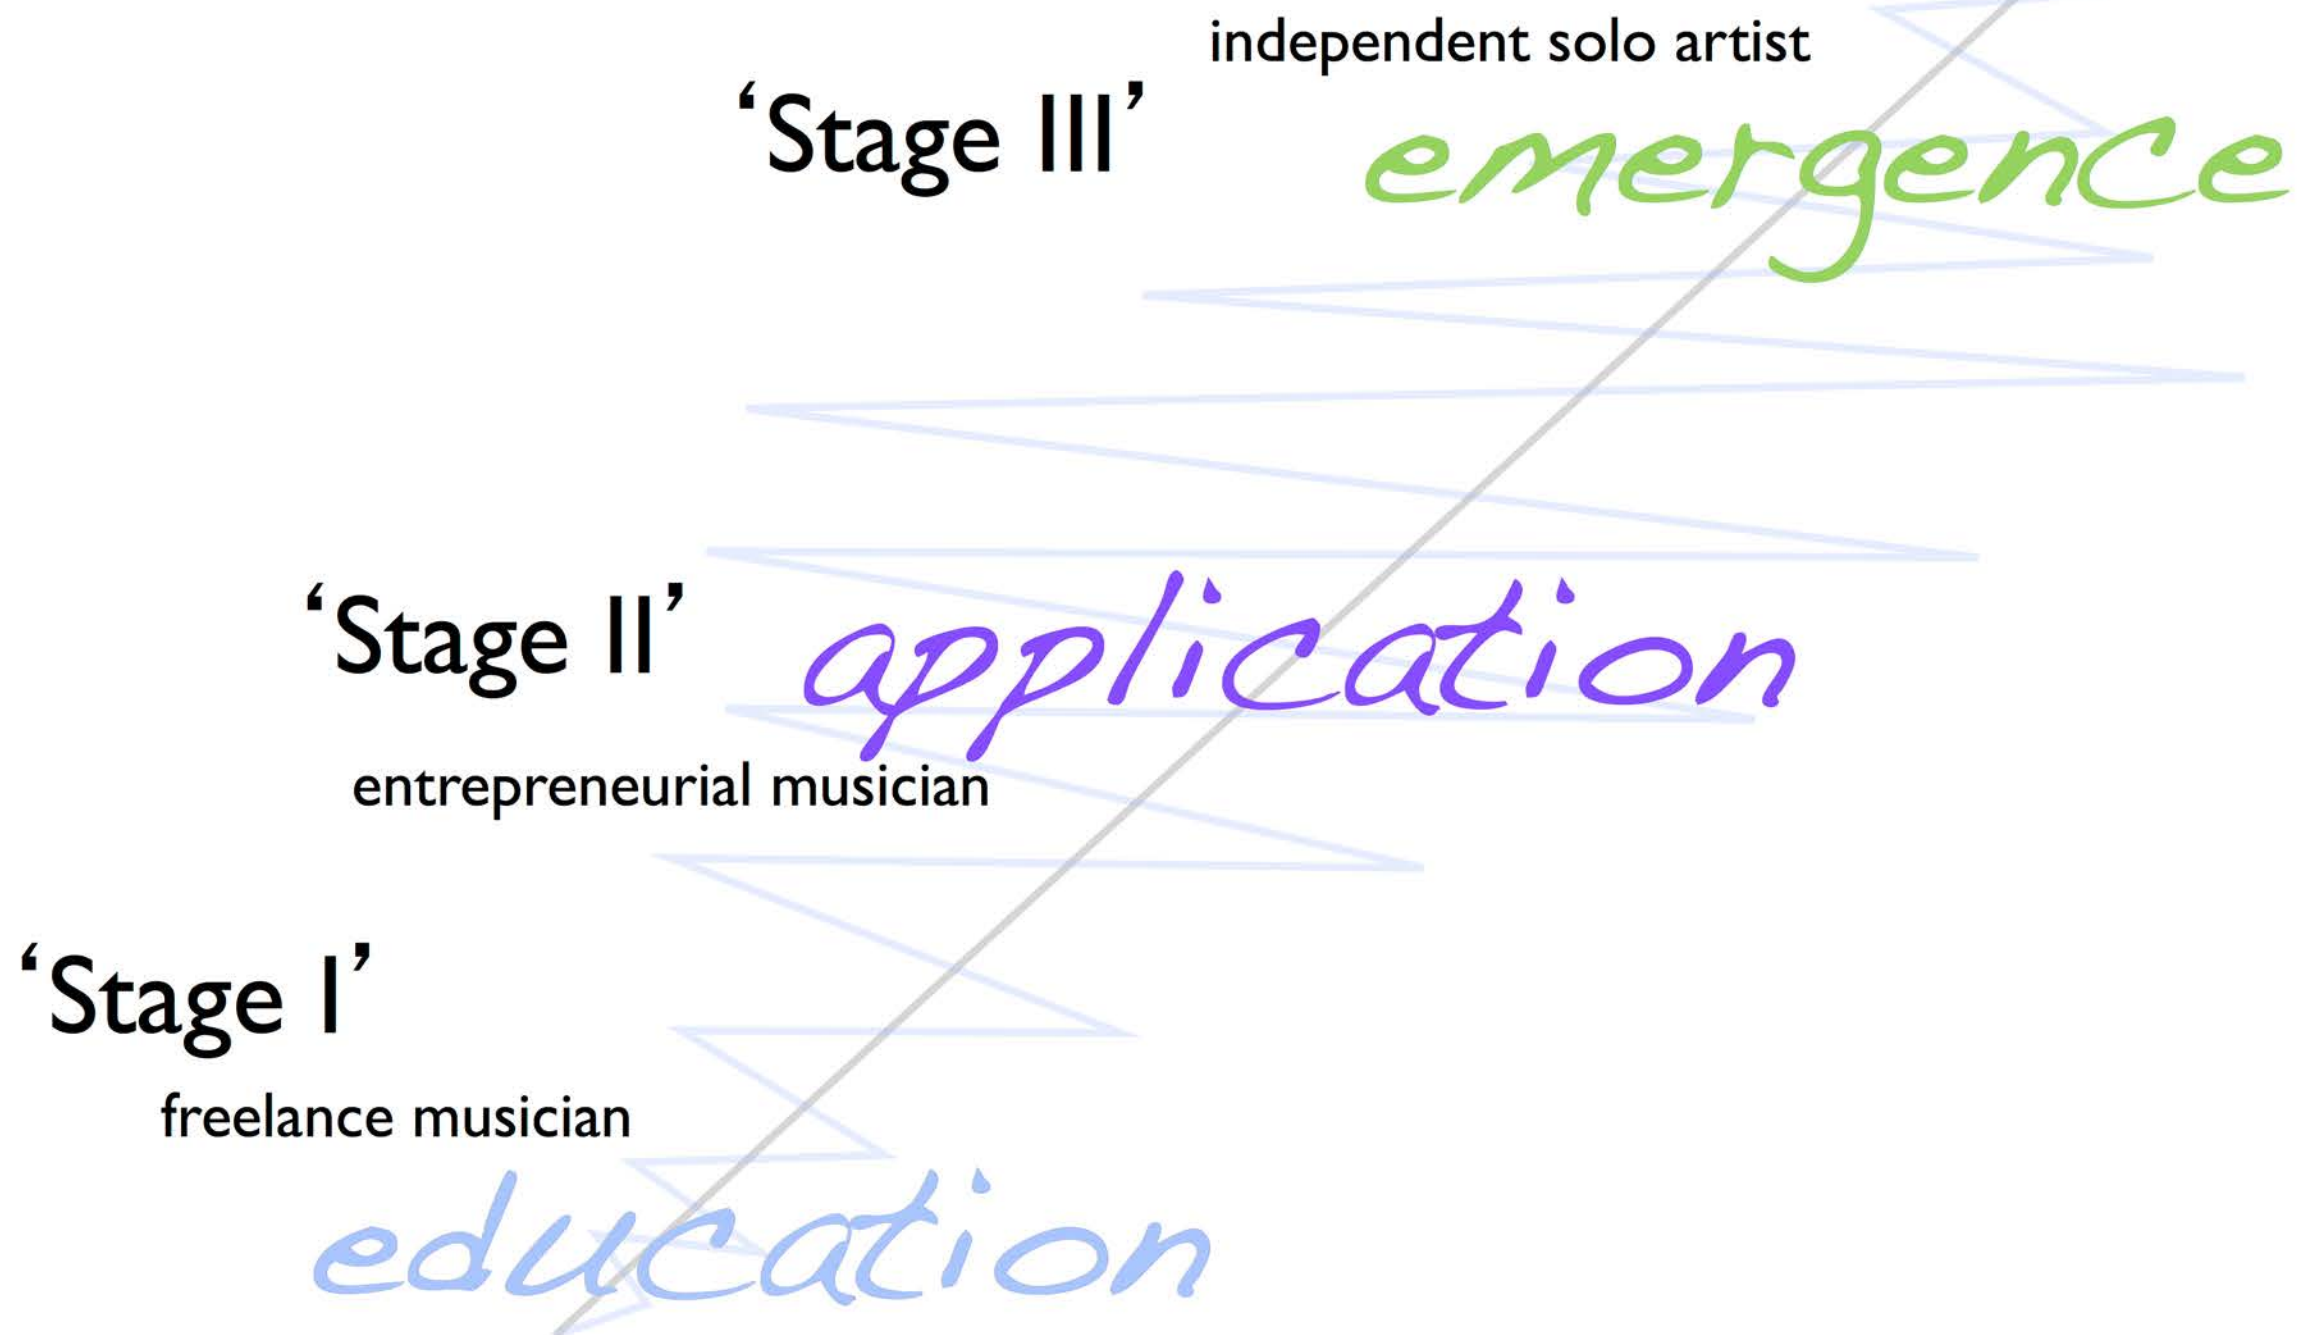 independent solo artist
‘Stage III’
emergence
‘Stage II’
application
entrepreneurial musician
‘Stage I’
freelance musician
education